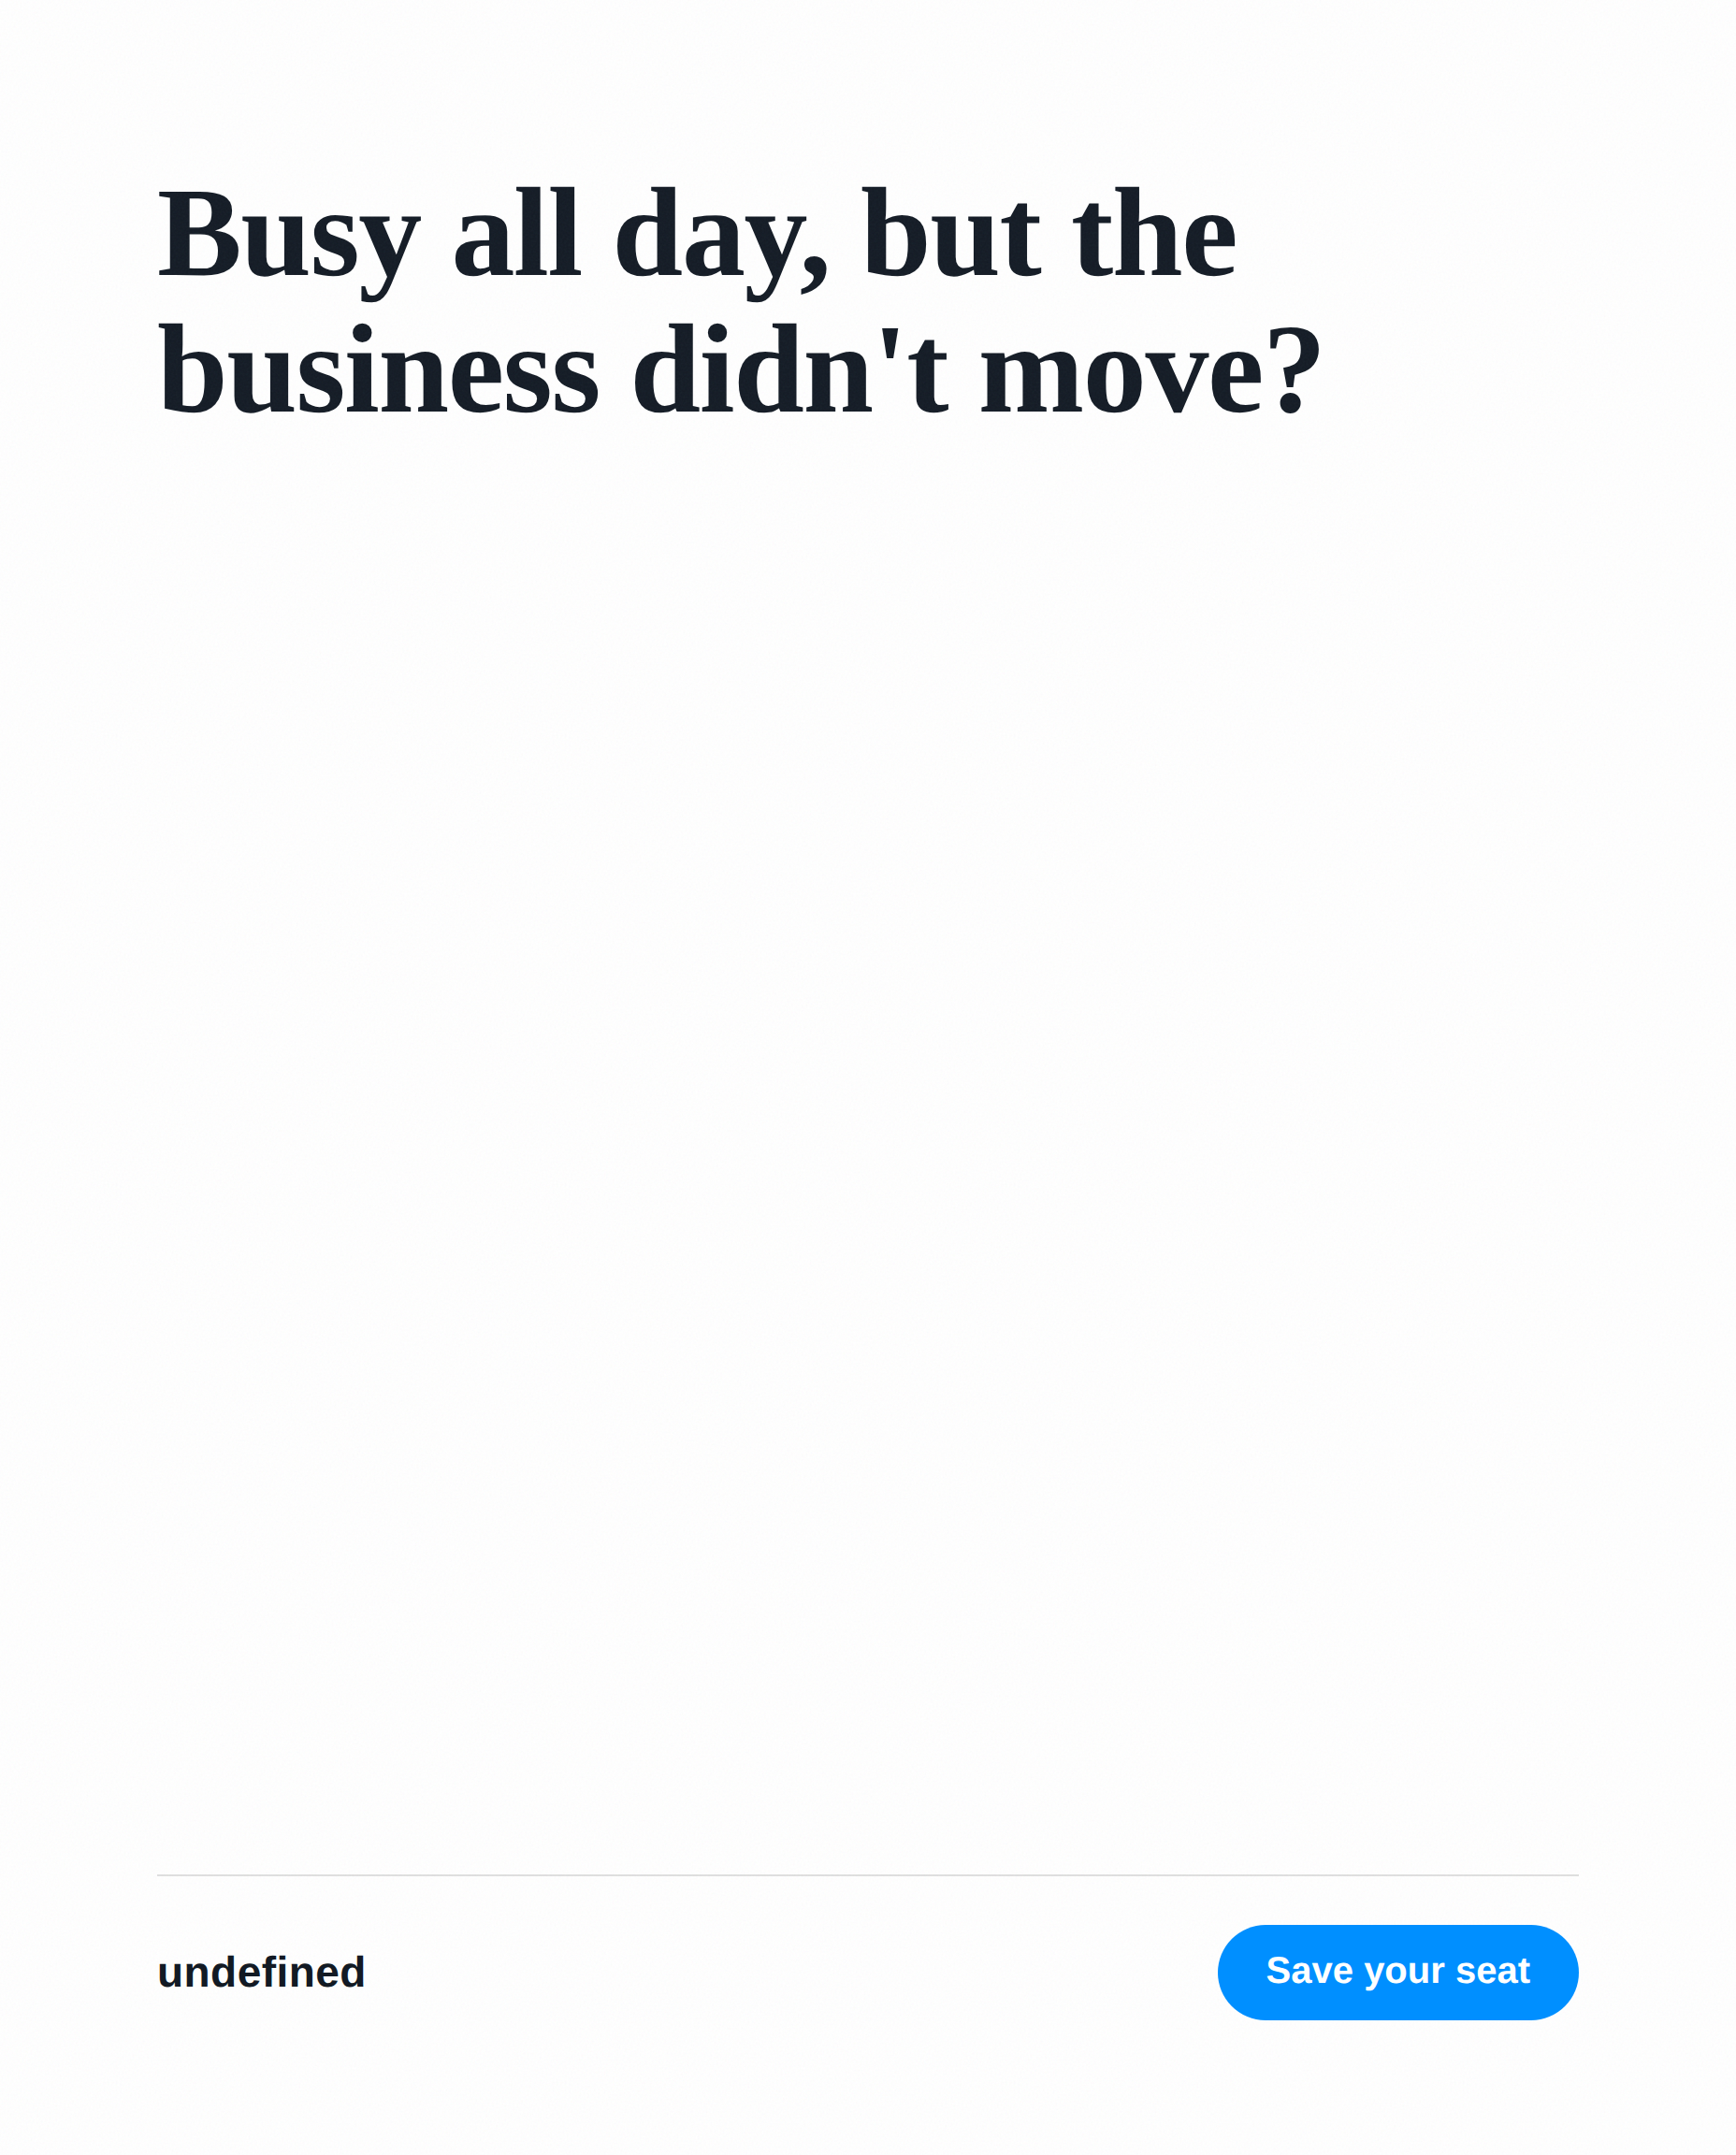 Busy all day, but the
business didn't move?
undefined
Save your seat